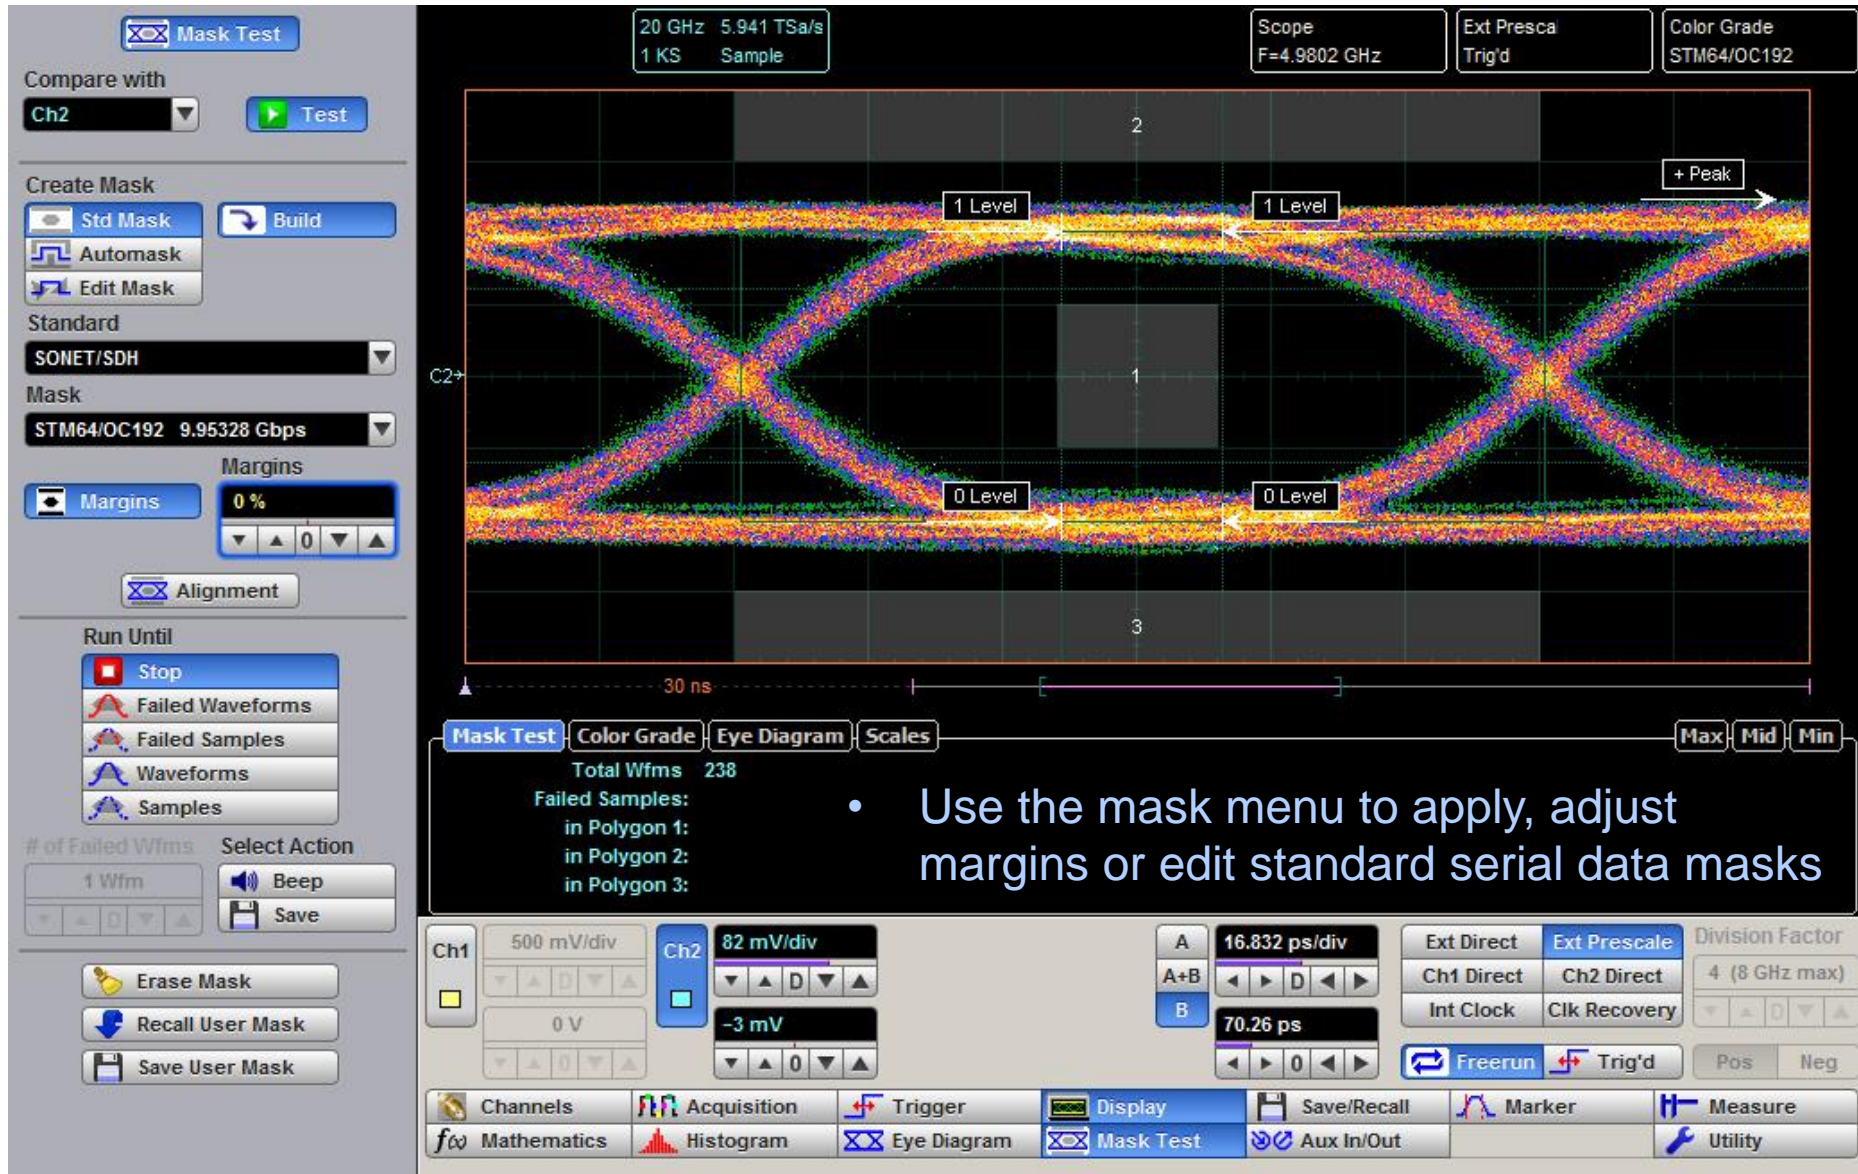 Mask Test
Compare with
Ch2
Test
Create Mask
Std Mask
Build
Automask
Edit Mask
Standard
SONET/SDH
Mask
STM64/OC192 9.95328 Gbps
Margins
Margins
0 %
0
Alignment
Run Until
Stop
Failed Waveforms
Failed Samples
Waveforms
Samples
# of Failed Wfms
Select Action
1 Wfm
Beep
D
Save
Erase Mask
Recall User Mask
Save User Mask
20 GHz 5.941 TSa/s
1 KS Sample
Scope
F=4.9802 GHz
Ext Presca
Trig'd
Color Grade
STM64/OC192
2
+ Peak
1 Level
1 Level
C2
1
0 Level
0 Level
3
30 ns
Mask Test
Color Grade
Eye Diagram
Scales
Max
Mid
Min
Total Wfms 238
Failed Samples:
in Polygon 1:
in Polygon 2:
in Polygon 3:
• Use the mask menu to apply, adjust
margins or edit standard serial data masks
Ch1
500 mV/div
D
0 V
0
Ch2
82 mV/div
D
-3 mV
0
A
A+B
B
16.832 ps/div
D
70.26 ps
0
Ext Direct
Ext Prescale
Ch1 Direct
Ch2 Direct
Int Clock
Clk Recovery
Freerun
Trig'd
Division Factor
4 (8 GHz max)
D
Pos
Neg
Channels
Acquisition
Trigger
Display
Save/Recall
Marker
Measure
f(x) Mathematics
Histogram
Eye Diagram
Mask Test
Aux In/Out
Utility